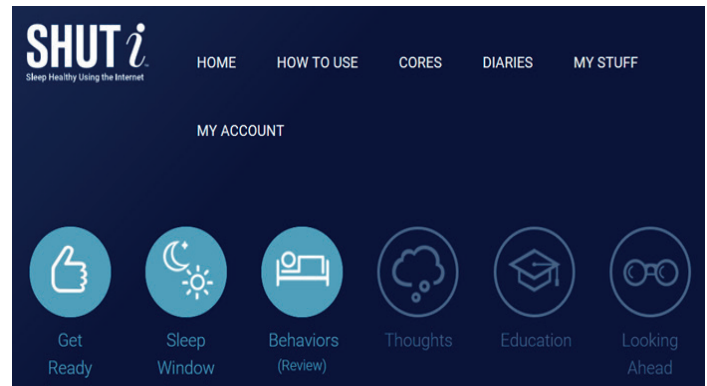 SHUTi
Sleep Healthy Using the Internet
HOME HOW TO USE CORES DIARIES MY STUFF
MY ACCOUNT
Get Ready
Sleep Window
Behaviors (Review)
Thoughts
Education
Looking Ahead